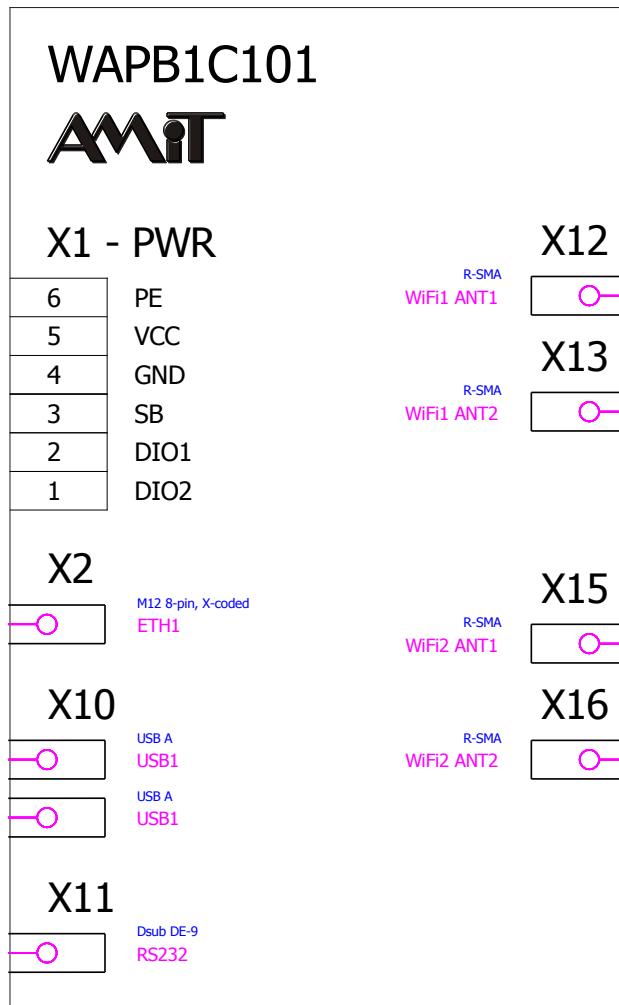 WAPB1C101
AMiT
X1 - PWR
6 PE
5 VCC
4 GND
3 SB
2 DIO1
1 DIO2
X2
M12 8-pin, X-coded
ETH1
X10
USB A
USB1
USB A
USB1
X11
Dsub DE-9
RS232
X12
R-SMA
WiFi1 ANT1
X13
R-SMA
WiFi1 ANT2
X15
R-SMA
WiFi2 ANT1
X16
R-SMA
WiFi2 ANT2